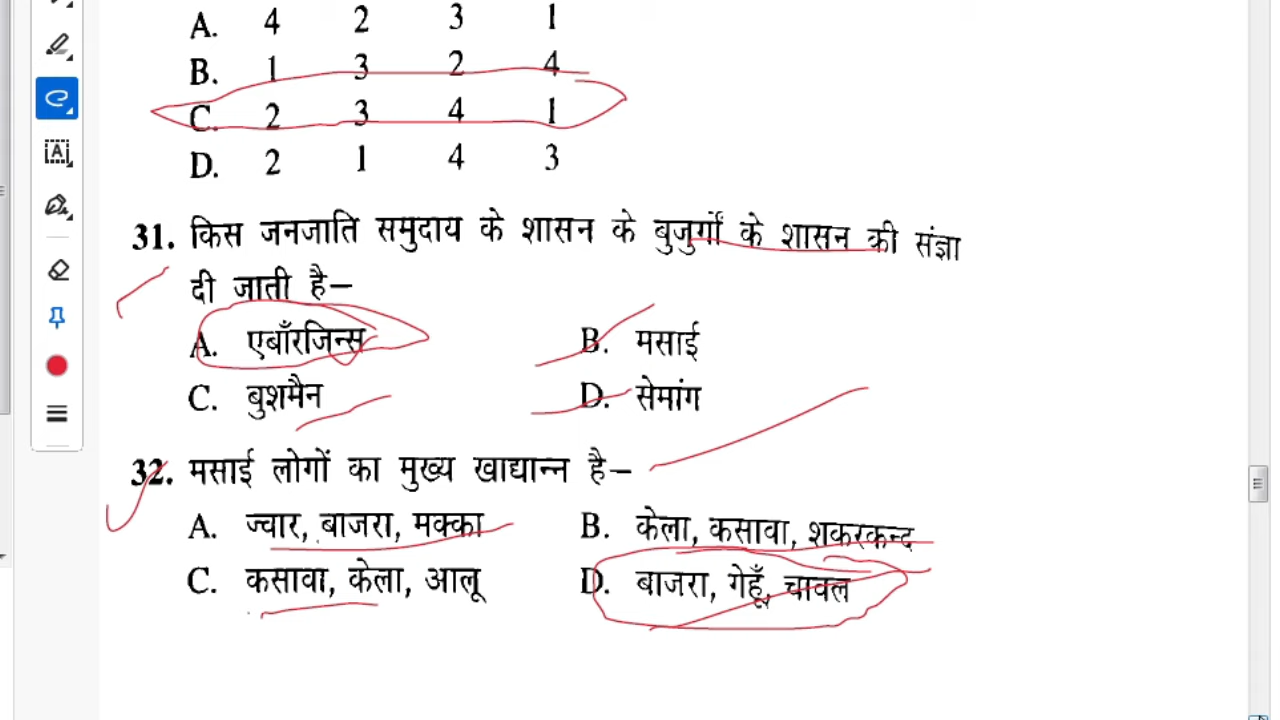 A. 4 2 3 1
B. 1 3 2 4
C. 2 3 4 1
D. 2 1 4 3
31. किस जनजाति समुदाय के शासन के बुजुर्गों के शासन की संज्ञा
दी जाती है–
A. एबाँरजिन्स B. मसाई
C. बुशमैन D. सेमांग
32. मसाई लोगों का मुख्य खाद्यान्न है–
A. ज्वार, बाजरा, मक्का B. केला, कसावा, शकरकन्द
C. कसावा, केला, आलू D. बाजरा, गेहूँ, चावल